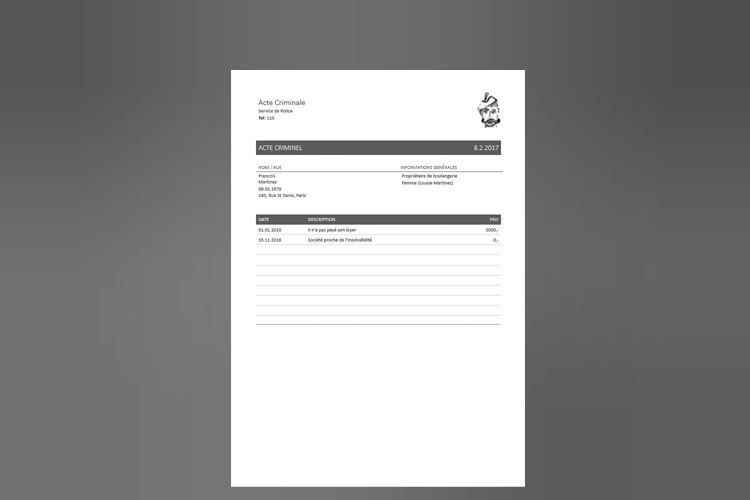 Acte Criminale
Service de Police
Tel: 110
ACTE CRIMINEL 8.2.2017
NOM / RUE INFORMATIONS GENÉRALES
Francois Propriétaire de boulangerie
Martinez Femme (Louise Martinez)
09.02.1979
293, Rue St Denis, Paris
DATE DESCRIPTION PRIX
01.01.2010 Il n'a pas payé son loyer 3000,-
15.11.2016 Société proche de l'insolvabilité 0,-